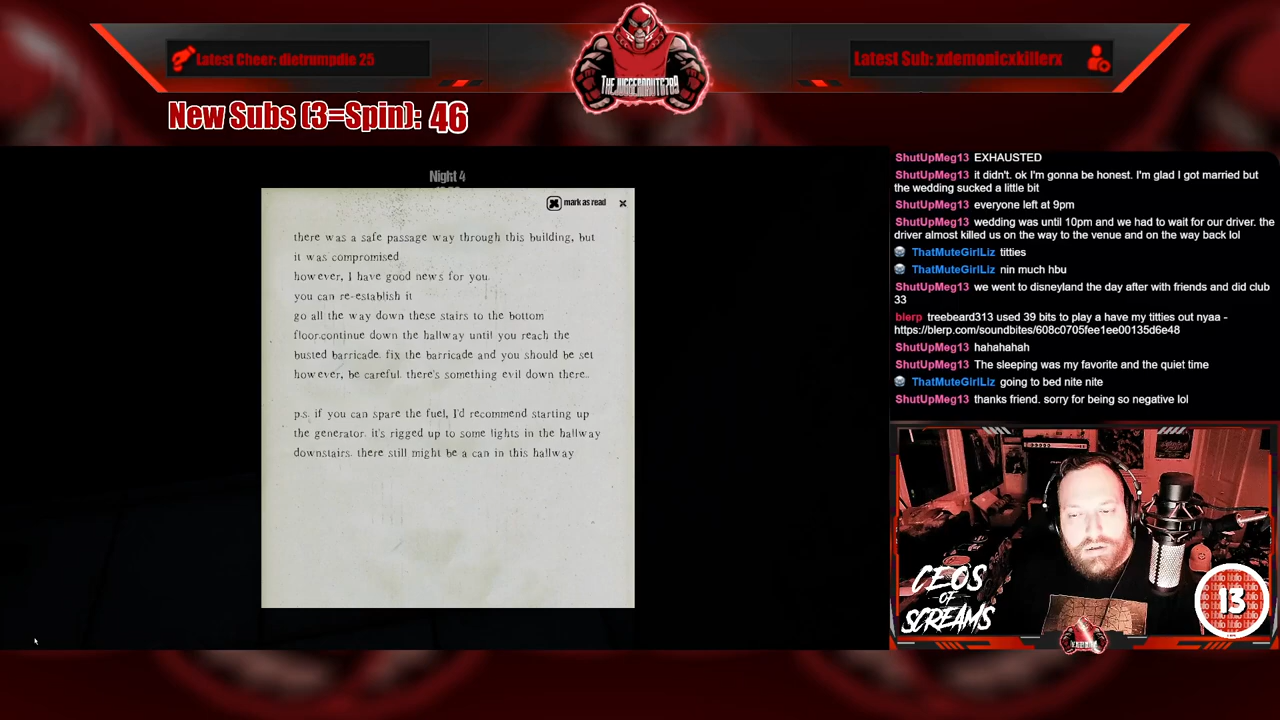 Latest Cheer: dietrumpdie 25
THEJUGGERNAUT6789
Latest Sub: xdemonicxkillerx
New Subs (3=Spin): 46
Night 4
mark as read
there was a safe passage way through this building, but
it was compromised
however, I have good news for you.
you can re-establish it
go all the way down these stairs to the bottom
floor.continue down the hallway until you reach the
busted barricade. fix the barricade and you should be set
however, be careful. there's something evil down there..
p.s. if you can spare the fuel, I'd recommend starting up
the generator. it's rigged up to some lights in the hallway
downstairs. there still might be a can in this hallway
ShutUpMeg13 EXHAUSTED
ShutUpMeg13 it didn't. ok I'm gonna be honest. I'm glad I got married but
the wedding sucked a little bit
ShutUpMeg13 everyone left at 9pm
ShutUpMeg13 wedding was until 10pm and we had to wait for our driver. the
driver almost killed us on the way to the venue and on the way back lol
ThatMuteGirlLiz titties
ThatMuteGirlLiz nin much hbu
ShutUpMeg13 we went to disneyland the day after with friends and did club
33
blerp treebeard313 used 39 bits to play a have my titties out nyaa -
https://blerp.com/soundbites/608c0705fee1ee00135d6e48
ShutUpMeg13 hahahahah
ShutUpMeg13 The sleeping was my favorite and the quiet time
ThatMuteGirlLiz going to bed nite nite
ShutUpMeg13 thanks friend. sorry for being so negative lol
CEOS
OF
SCREAMS
13